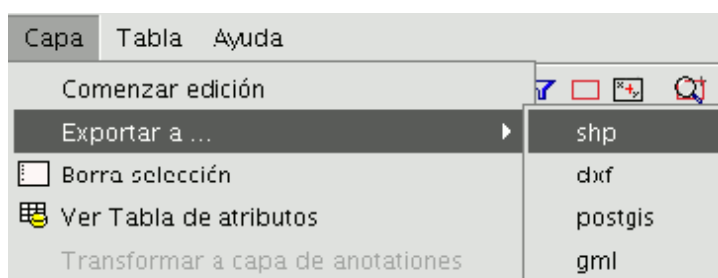 Capa Tabla Ayuda
Comenzar edición
Exportar a ...
shp
Borra selección
dxf
Ver Tabla de atributos
postgis
Transformar a capa de anotationes
gml